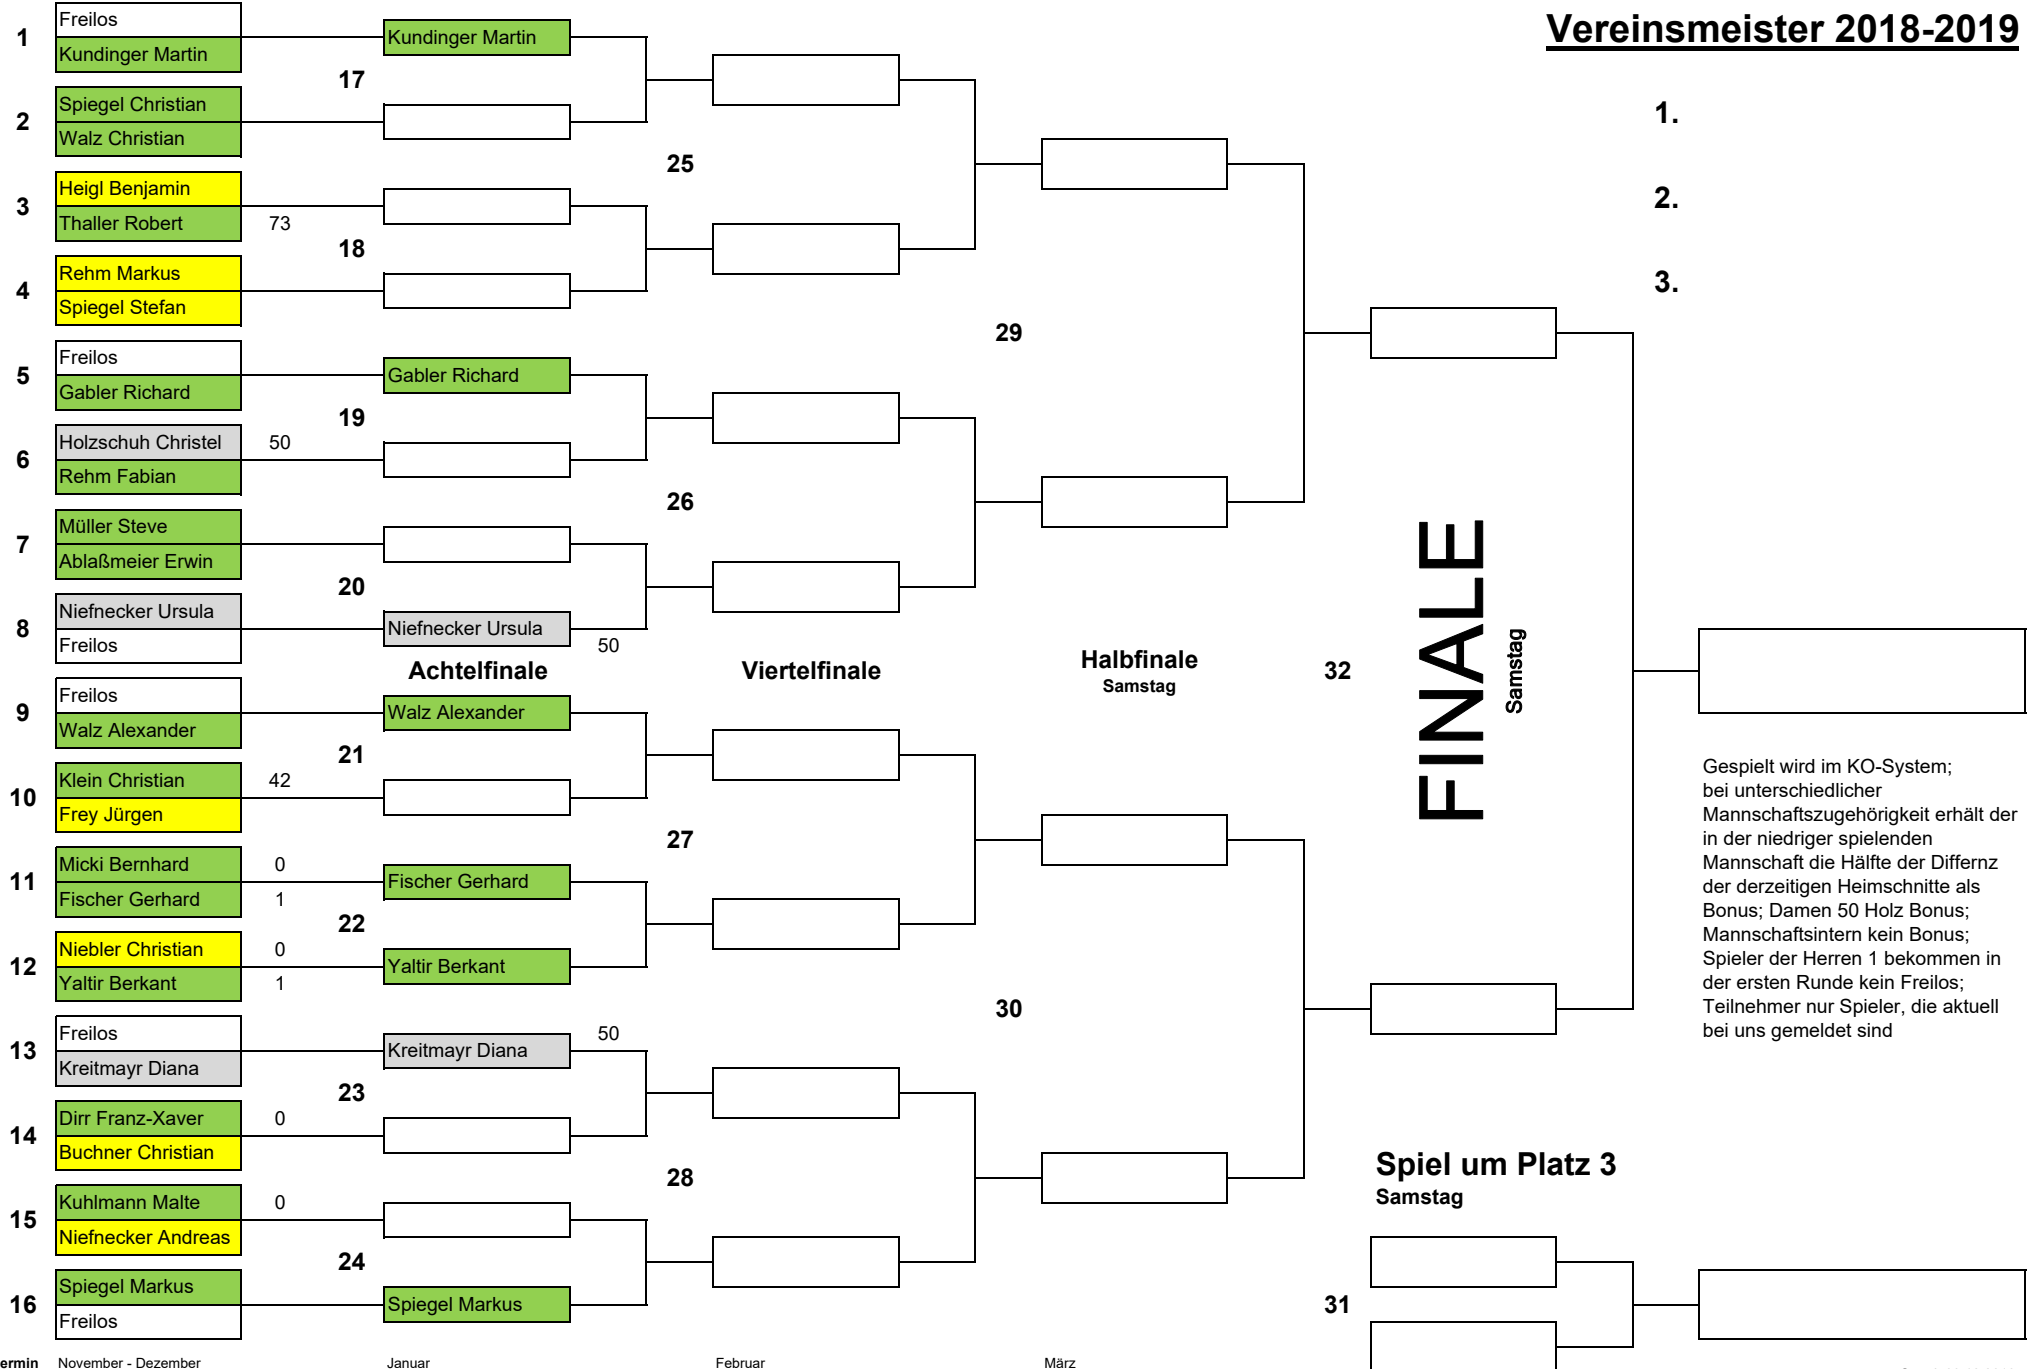 Vereinsmeister 2018-2019
1.
2.
3.
1
Freilos
Kundinger Martin
2
Spiegel Christian
Walz Christian
3
Heigl Benjamin
Thaller Robert 73
4
Rehm Markus
Spiegel Stefan
5
Freilos
Gabler Richard
6
Holzschuh Christel 50
Rehm Fabian
7
Müller Steve
Ablaßmeier Erwin
8
Niefnecker Ursula
Freilos
9
Freilos
Walz Alexander
10
Klein Christian 42
Frey Jürgen
11
Micki Bernhard 0
Fischer Gerhard 1
12
Niebler Christian 0
Yaltir Berkant 1
13
Freilos
Kreitmayr Diana
14
Dirr Franz-Xaver 0
Buchner Christian
15
Kuhlmann Malte 0
Niefnecker Andreas
16
Spiegel Markus
Freilos
Kundinger Martin
17
18
Gabler Richard
19
20
Niefnecker Ursula 50
Achtelfinale
Walz Alexander
21
Fischer Gerhard
22
Yaltir Berkant
Kreitmayr Diana 50
23
24
Spiegel Markus
25
26
Viertelfinale
27
28
29
Halbfinale
Samstag
30
32
FINALE
Samstag
Gespielt wird im KO-System;
bei unterschiedlicher
Mannschaftszugehörigkeit erhält der
in der niedriger spielenden
Mannschaft die Hälfte der Differnz
der derzeitigen Heimschnitte als
Bonus; Damen 50 Holz Bonus;
Mannschaftsintern kein Bonus;
Spieler der Herren 1 bekommen in
der ersten Runde kein Freilos;
Teilnehmer nur Spieler, die aktuell
bei uns gemeldet sind
Spiel um Platz 3
Samstag
31
ermin November - Dezember Januar Februar März